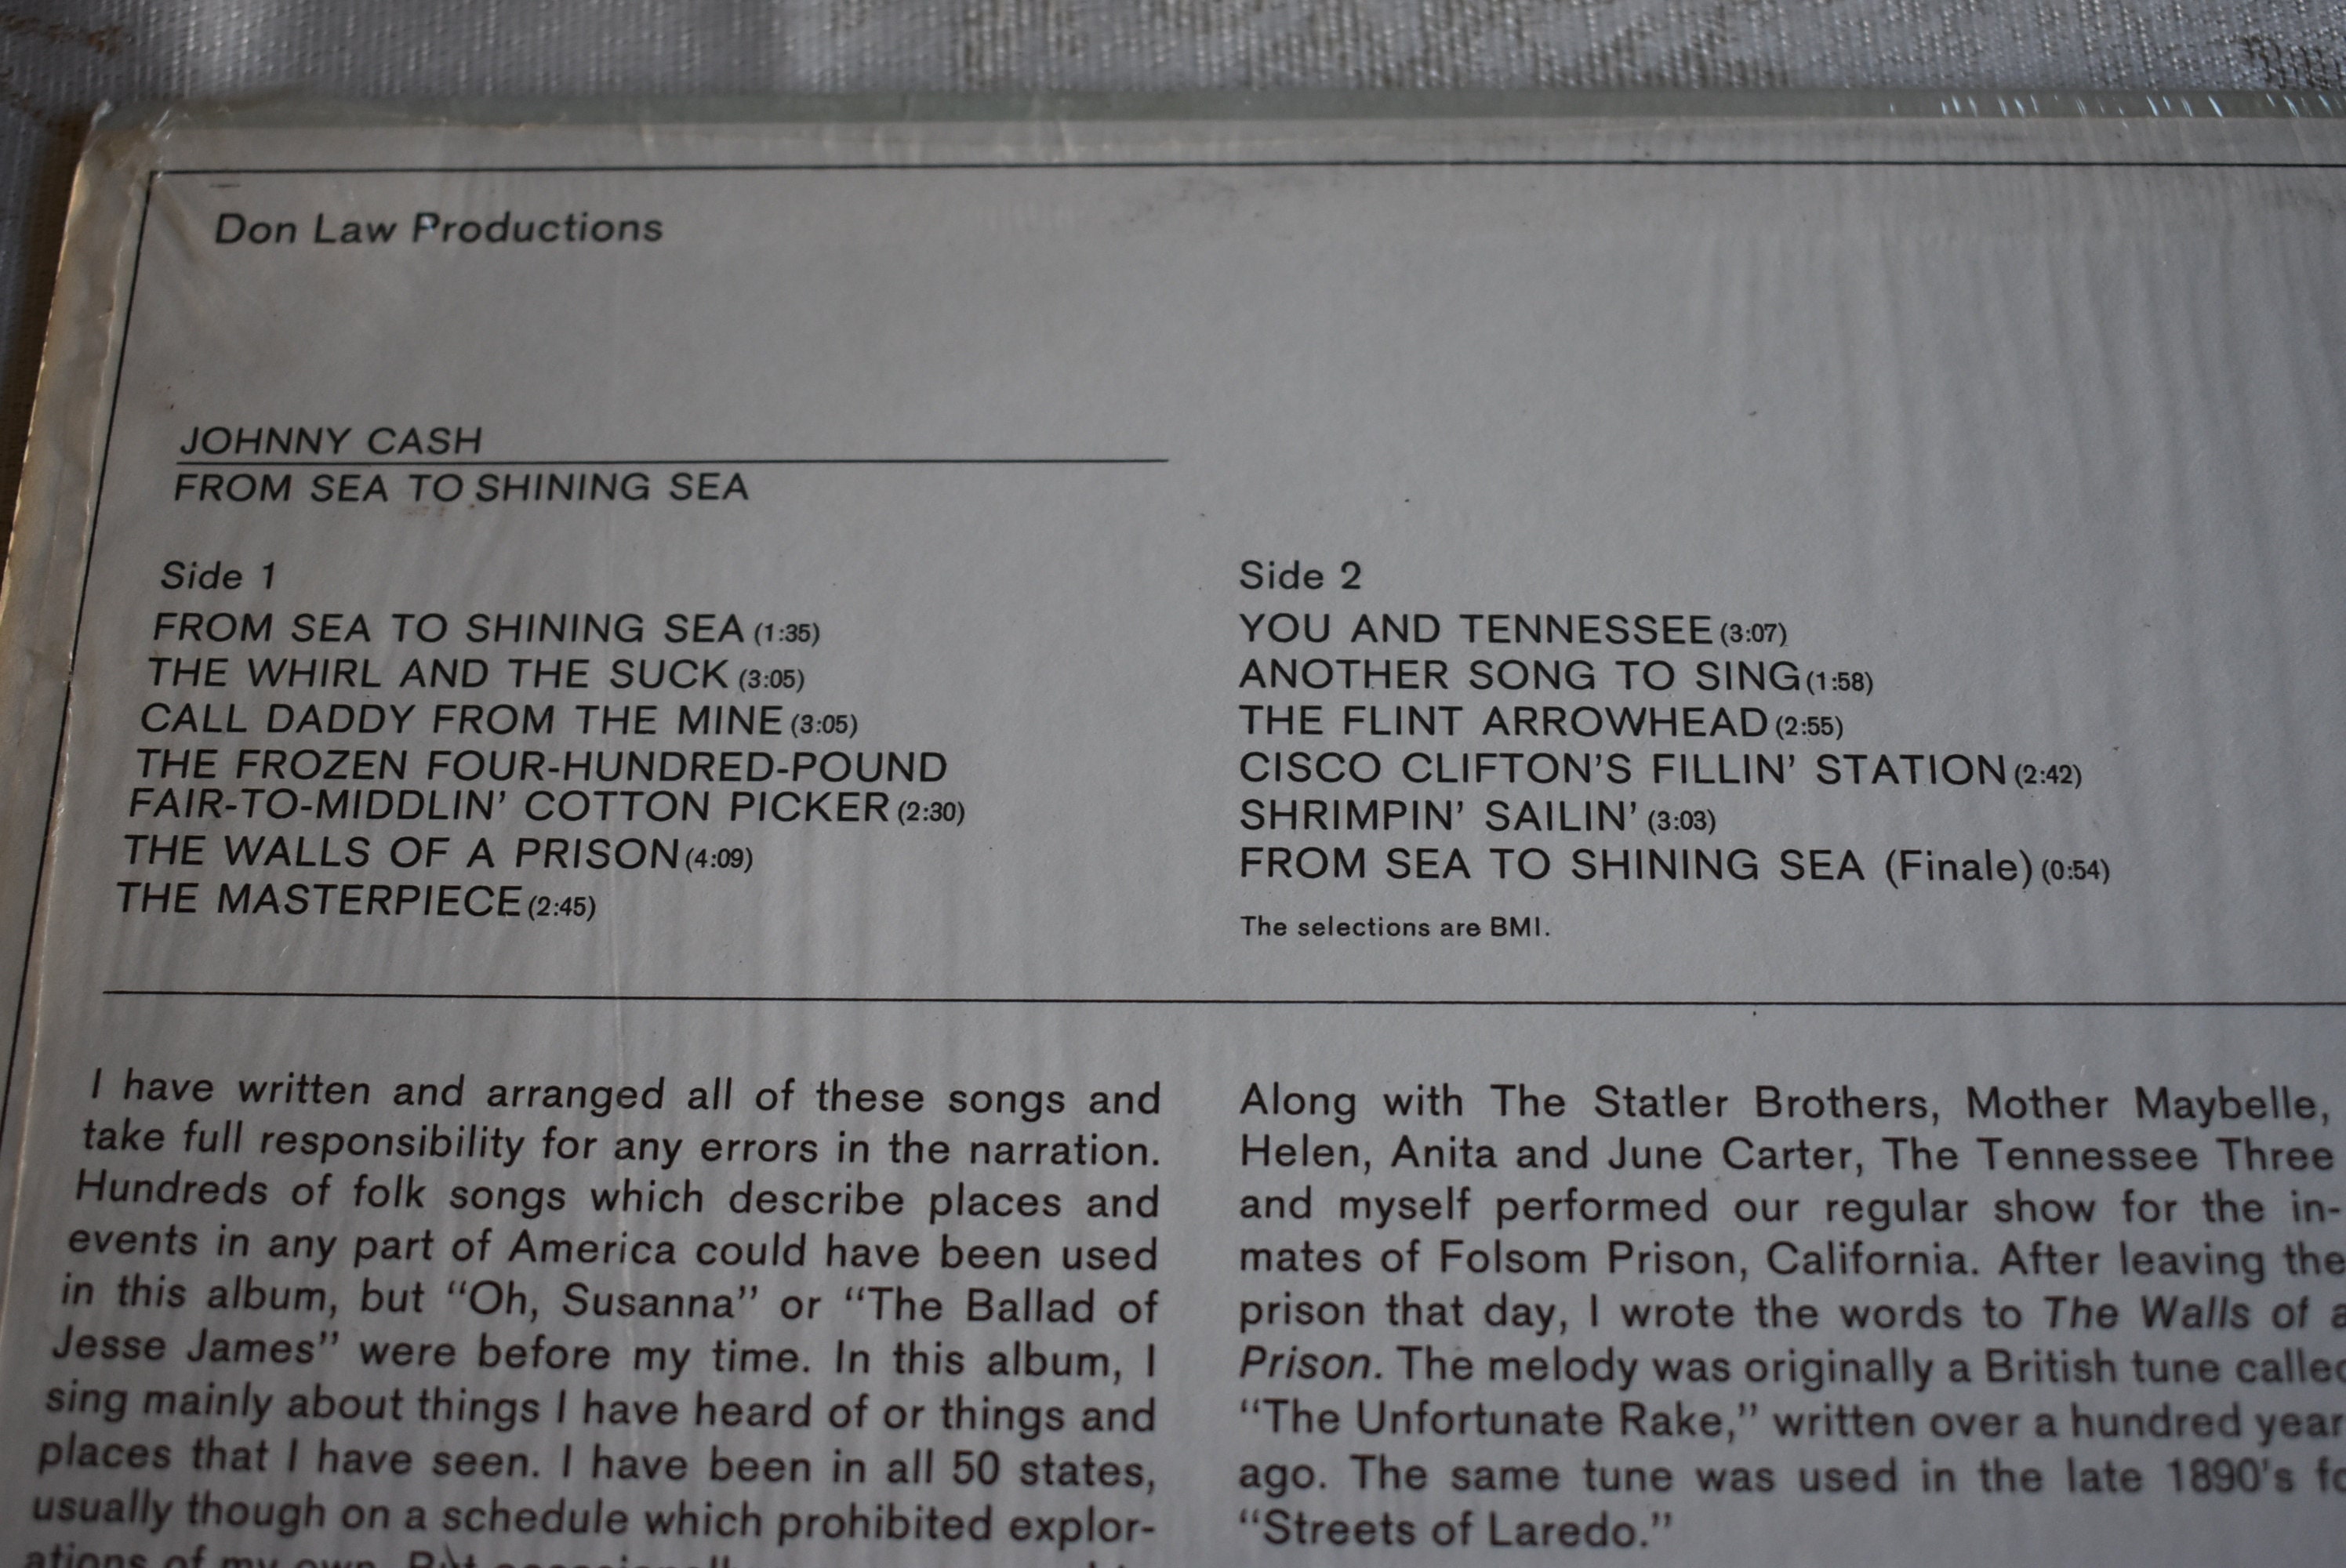 Don Law Productions
JOHNNY CASH
FROM SEA TO SHINING SEA
Side 1
FROM SEA TO SHINING SEA (1:35)
THE WHIRL AND THE SUCK (3:05)
CALL DADDY FROM THE MINE (3:05)
THE FROZEN FOUR-HUNDRED-POUND
FAIR-TO-MIDDLIN' COTTON PICKER (2:30)
THE WALLS OF A PRISON (4:09)
THE MASTERPIECE (2:45)
Side 2
YOU AND TENNESSEE (3:07)
ANOTHER SONG TO SING (1:58)
THE FLINT ARROWHEAD (2:55)
CISCO CLIFTON'S FILLIN' STATION (2:42)
SHRIMPIN' SAILIN' (3:03)
FROM SEA TO SHINING SEA (Finale) (0:54)
The selections are BMI.
I have written and arranged all of these songs and
take full responsibility for any errors in the narration.
Hundreds of folk songs which describe places and
events in any part of America could have been used
in this album, but "Oh, Susanna" or "The Ballad of
Jesse James" were before my time. In this album, I
sing mainly about things I have heard of or things and
places that I have seen. I have been in all 50 states,
usually though on a schedule which prohibited explor-
ations of my own. But
Along with The Statler Brothers, Mother Maybelle,
Helen, Anita and June Carter, The Tennessee Three
and myself performed our regular show for the in-
mates of Folsom Prison, California. After leaving the
prison that day, I wrote the words to The Walls of a
Prison. The melody was originally a British tune called
"The Unfortunate Rake," written over a hundred year
ago. The same tune was used in the late 1890's fo
"Streets of Laredo."